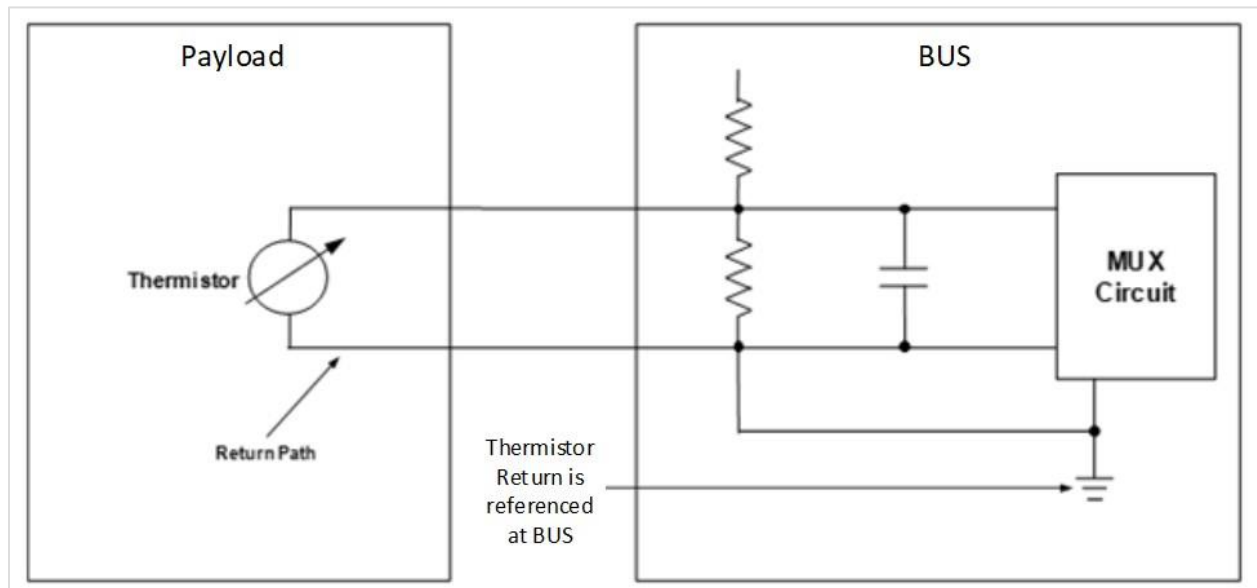 Payload
BUS
Thermistor
MUX
Circuit
Return Path
Thermistor
Return is
referenced
at BUS